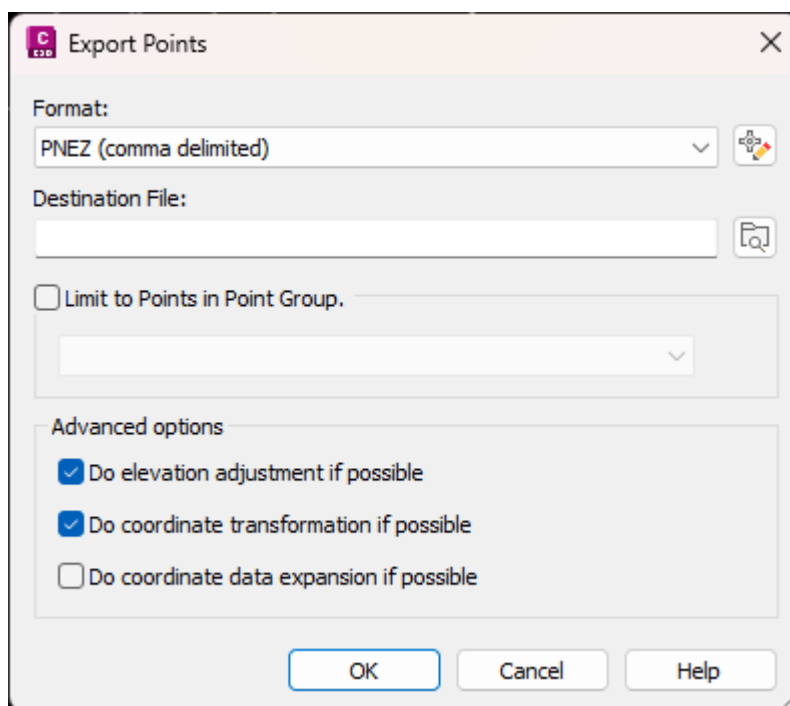 C
C3D
Export Points
Format:
PNEZ (comma delimited)
Destination File:
Limit to Points in Point Group.
Advanced options
Do elevation adjustment if possible
Do coordinate transformation if possible
Do coordinate data expansion if possible
OK Cancel Help